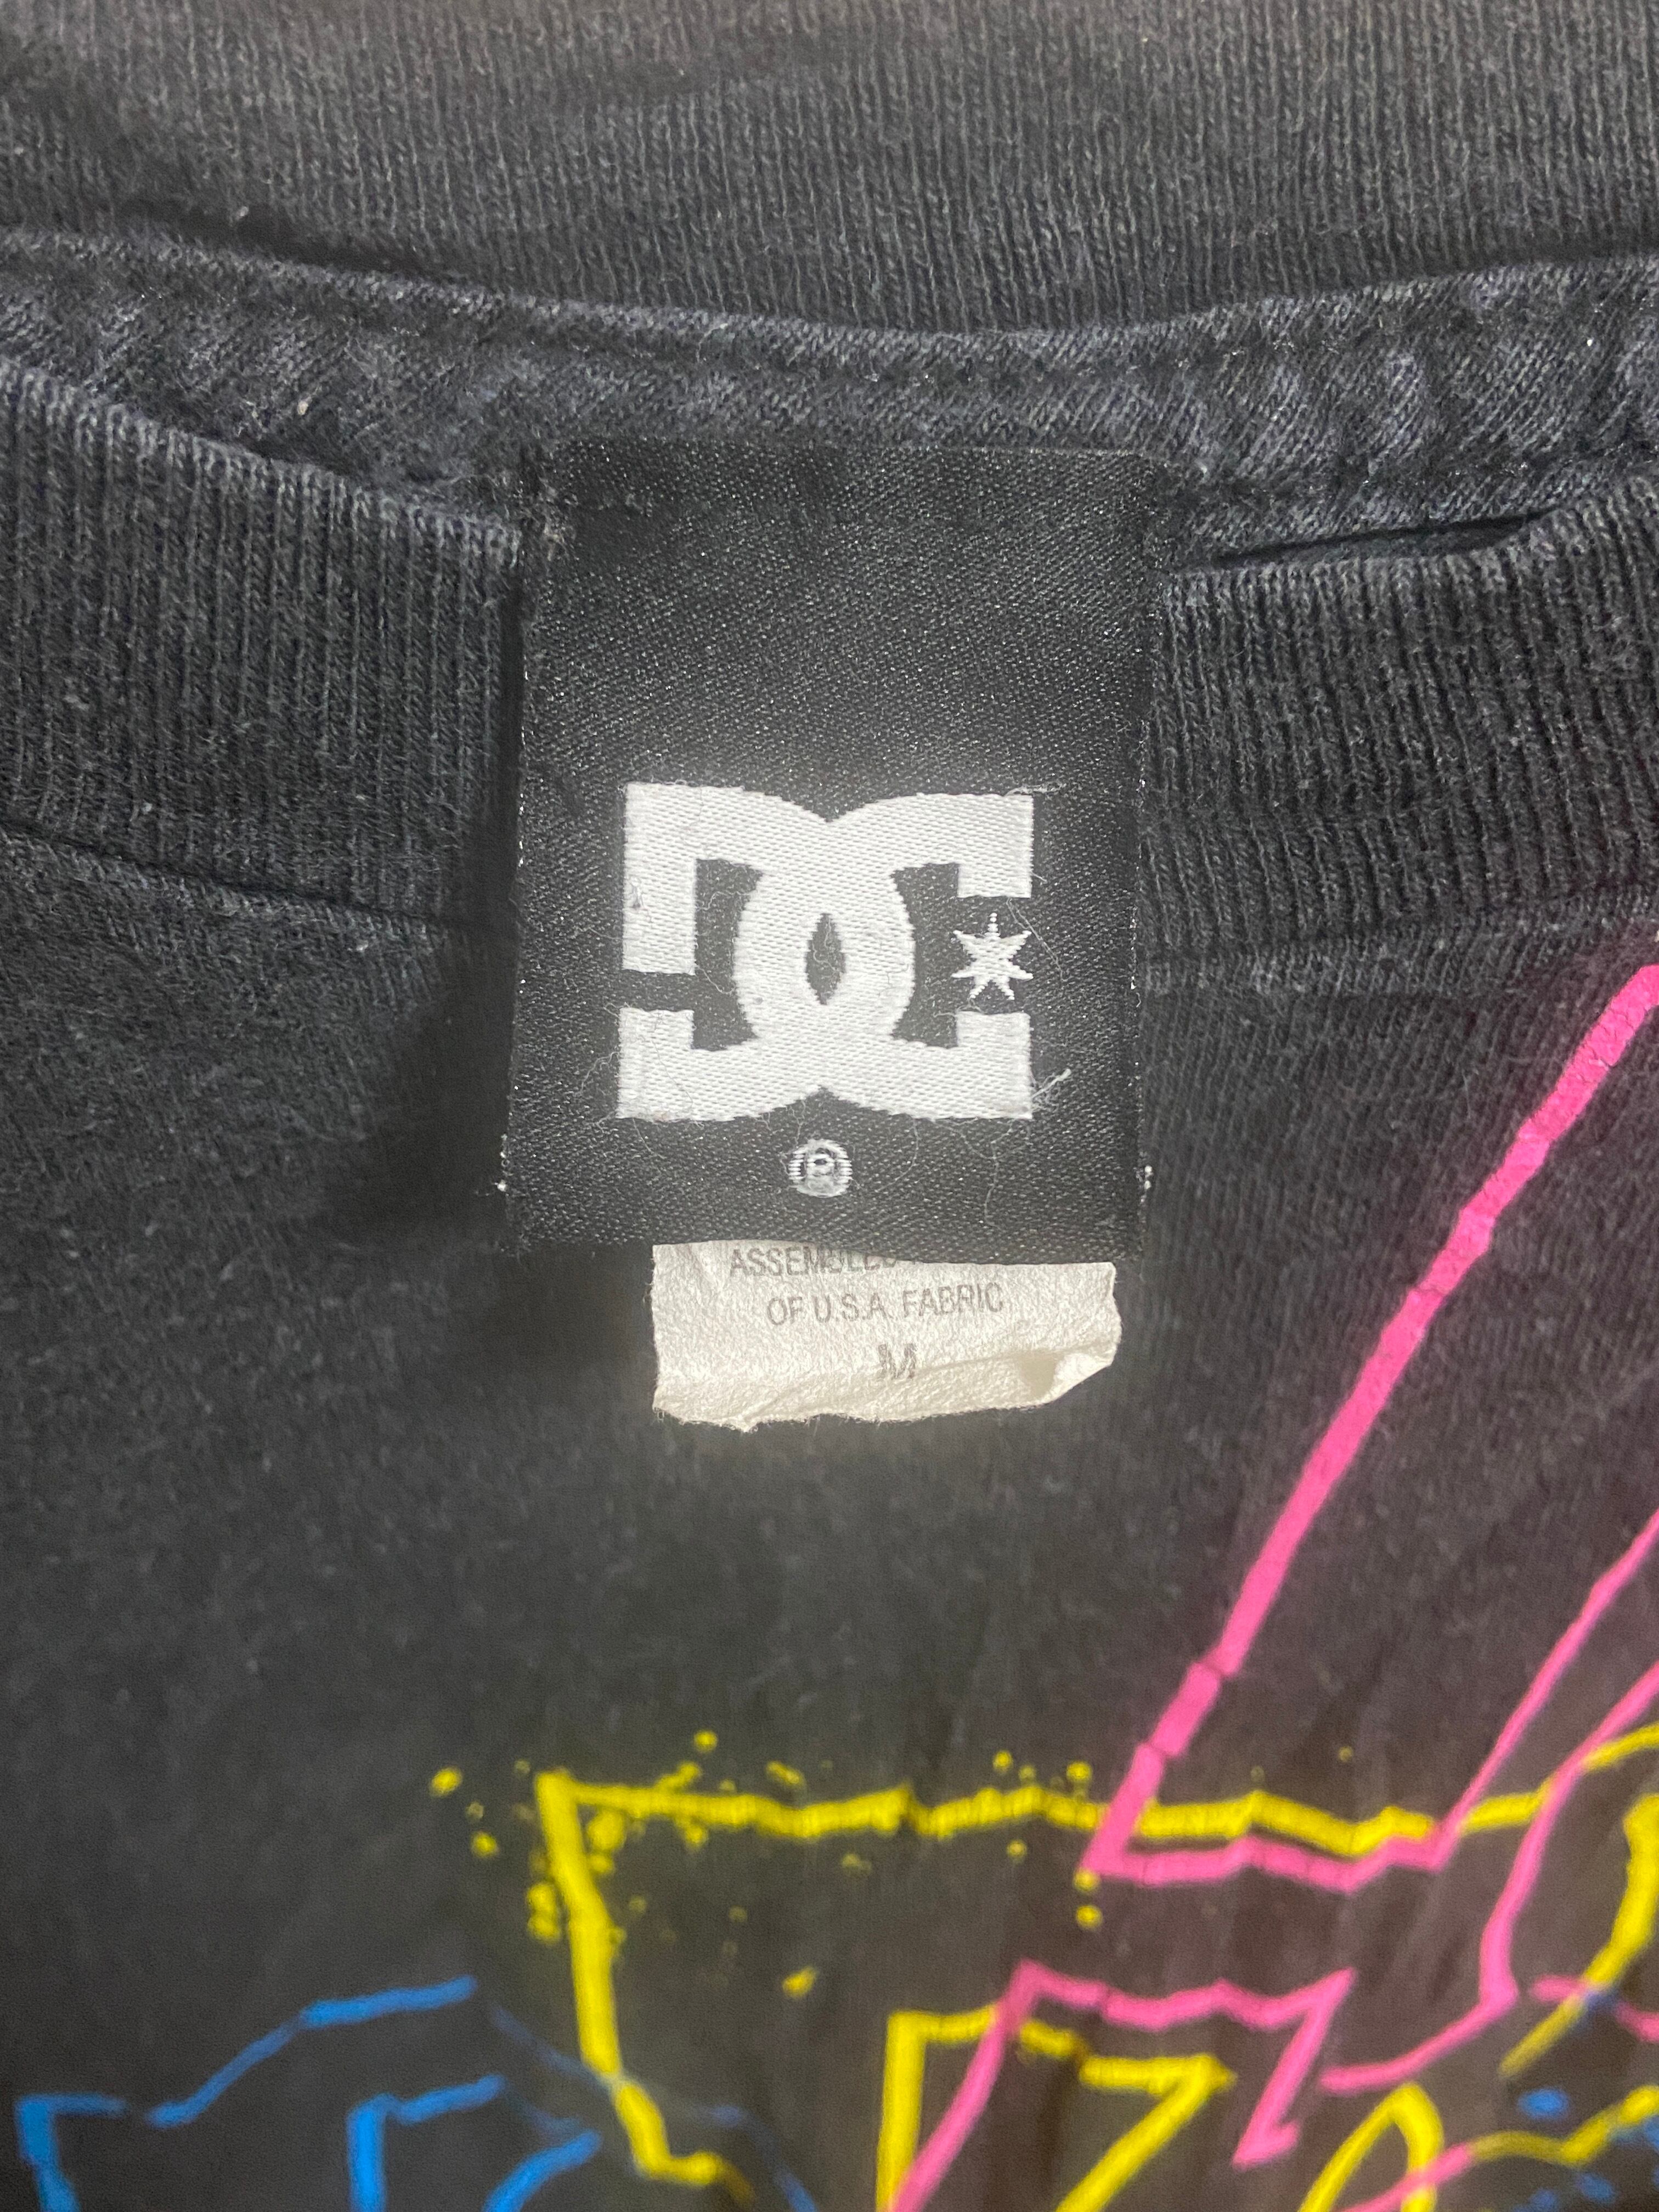 DC
®
ASSEMBLED
OF U.S.A. FABRIC
M